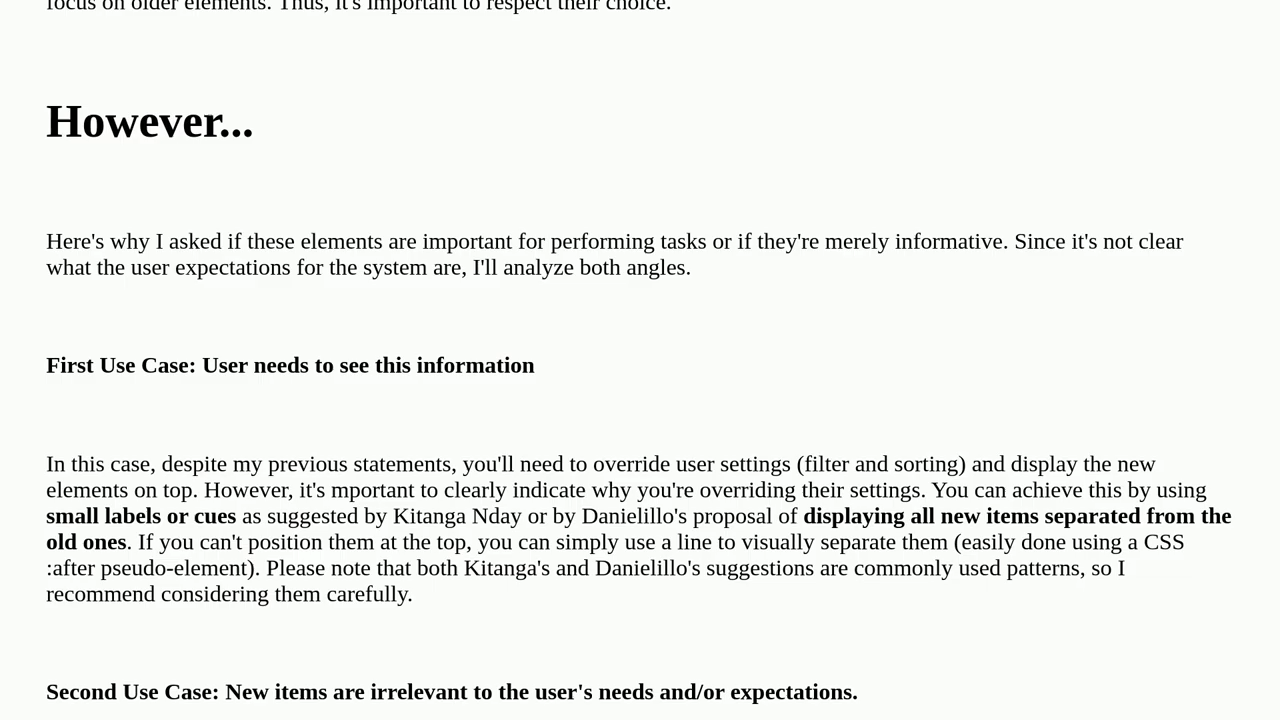 focus on older elements. Thus, it's important to respect their choice.
However...
Here's why I asked if these elements are important for performing tasks or if they're merely informative. Since it's not clear
what the user expectations for the system are, I'll analyze both angles.
First Use Case: User needs to see this information
In this case, despite my previous statements, you'll need to override user settings (filter and sorting) and display the new
elements on top. However, it's mportant to clearly indicate why you're overriding their settings. You can achieve this by using
small labels or cues as suggested by Kitanga Nday or by Danielillo's proposal of displaying all new items separated from the
old ones. If you can't position them at the top, you can simply use a line to visually separate them (easily done using a CSS
:after pseudo-element). Please note that both Kitanga's and Danielillo's suggestions are commonly used patterns, so I
recommend considering them carefully.
Second Use Case: New items are irrelevant to the user's needs and/or expectations.